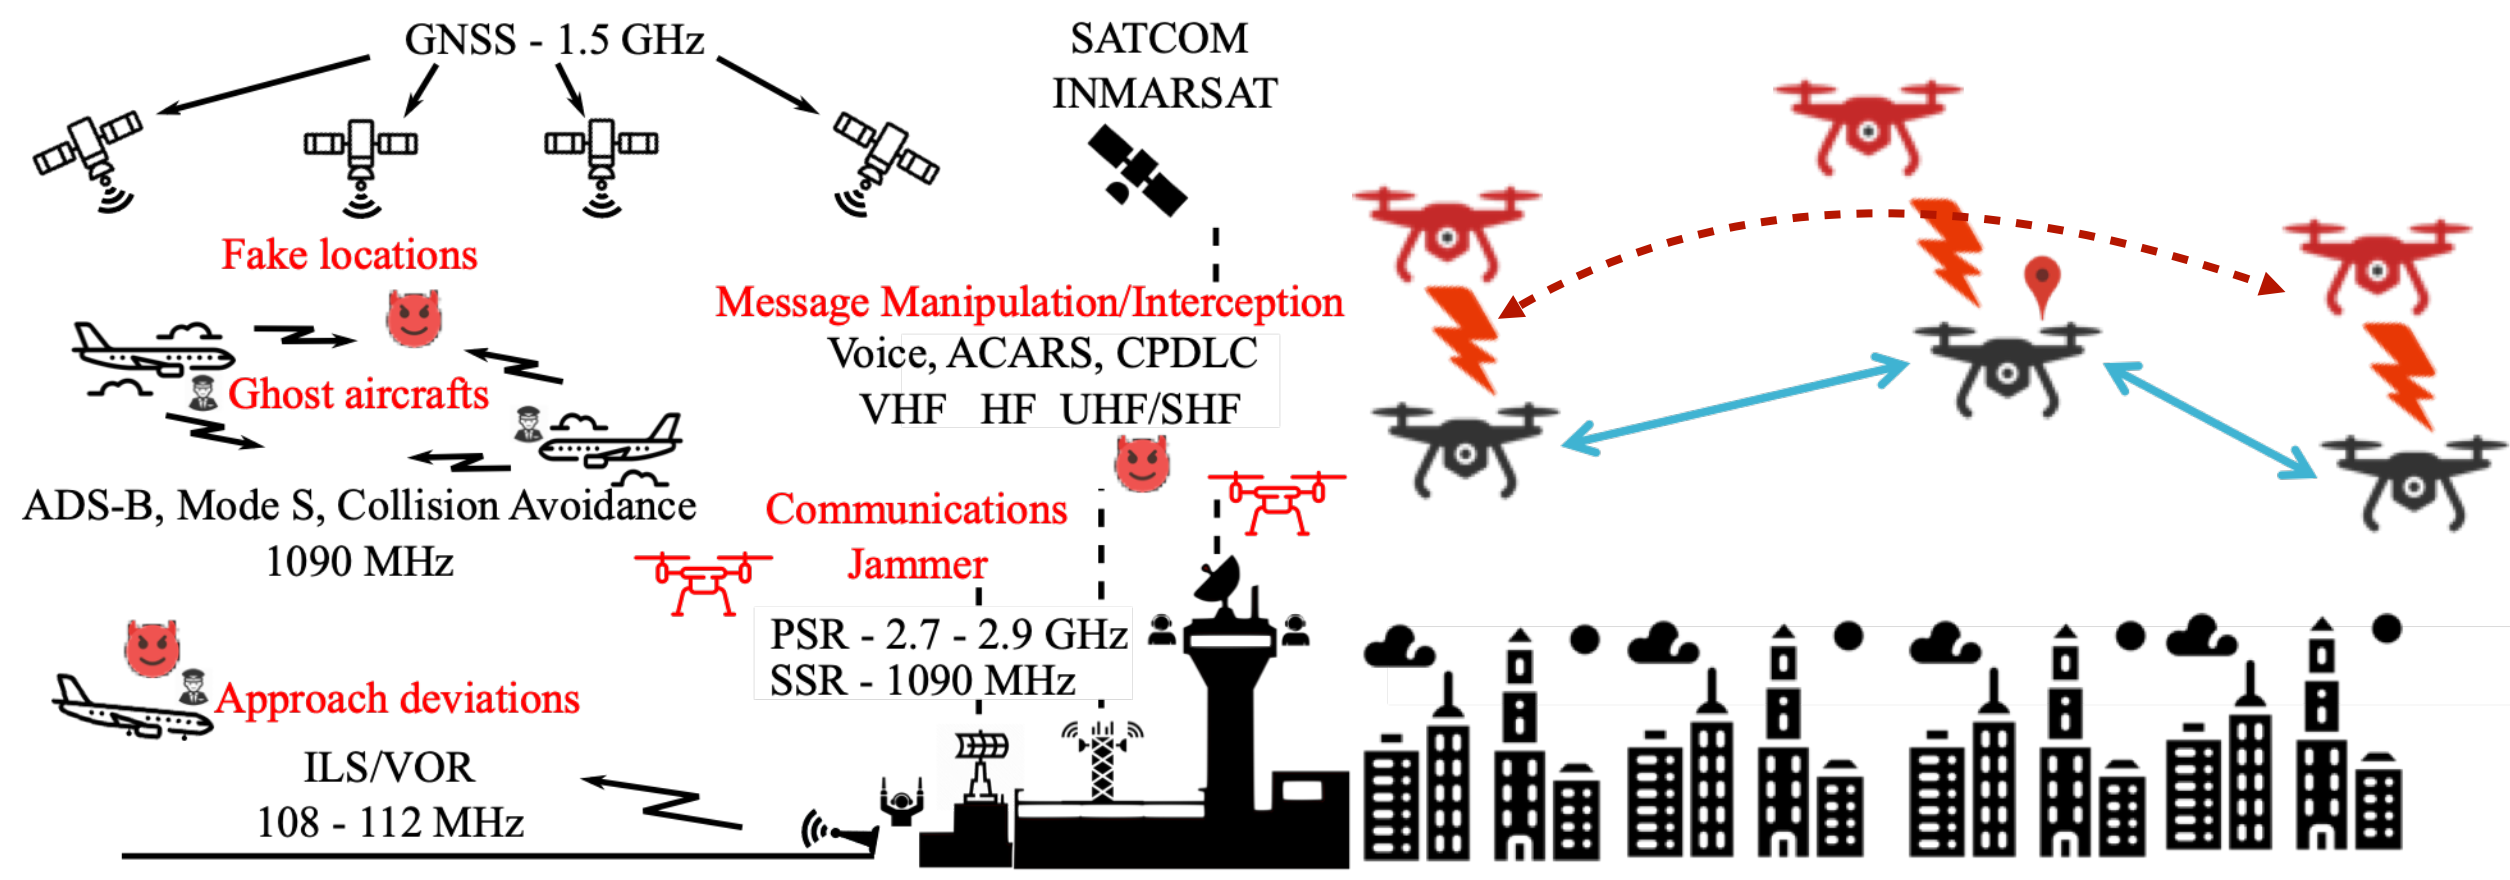 GNSS - 1.5 GHz
SATCOM
INMARSAT
Fake locations
Message Manipulation/Interception
Voice, ACARS, CPDLC
VHF HF UHF/SHF
Ghost aircrafts
ADS-B, Mode S, Collision Avoidance
1090 MHz
Communications
Jammer
PSR - 2.7 - 2.9 GHz
SSR - 1090 MHz
Approach deviations
ILS/VOR
108 - 112 MHz